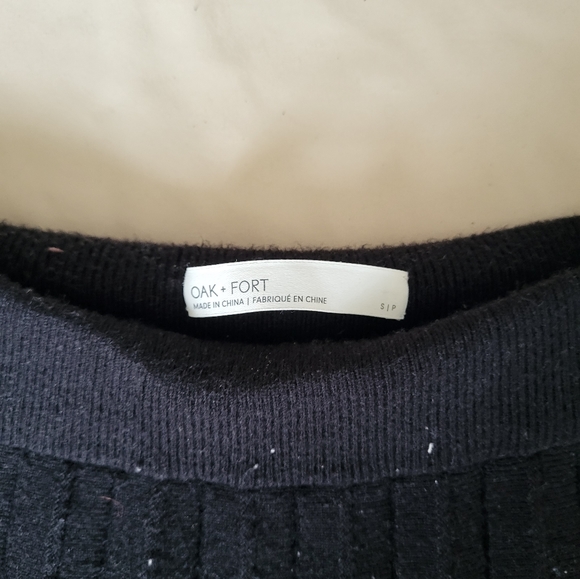 OAK + FORT
MADE IN CHINA | FABRIQUÉ EN CHINE
S | P